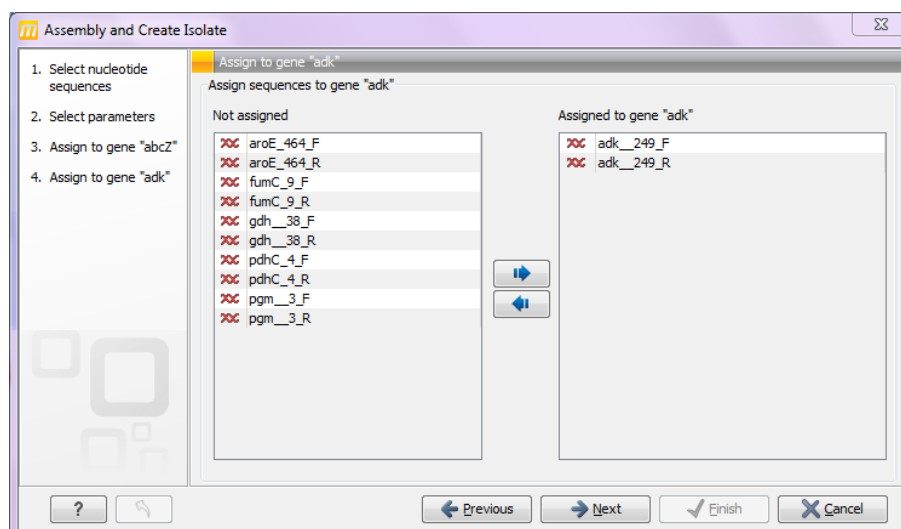 Assembly and Create Isolate
1. Select nucleotide
sequences
2. Select parameters
3. Assign to gene "abcZ"
4. Assign to gene "adk"
Assign to gene "adk"
Assign sequences to gene "adk"
Not assigned
aroE_464_F
aroE_464_R
fumC_9_F
fumC_9_R
gdh__38_F
gdh__38_R
pdhC_4_F
pdhC_4_R
pgm__3_F
pgm__3_R
Assigned to gene "adk"
adk__249_F
adk__249_R
?
Previous
Next
Finish
Cancel